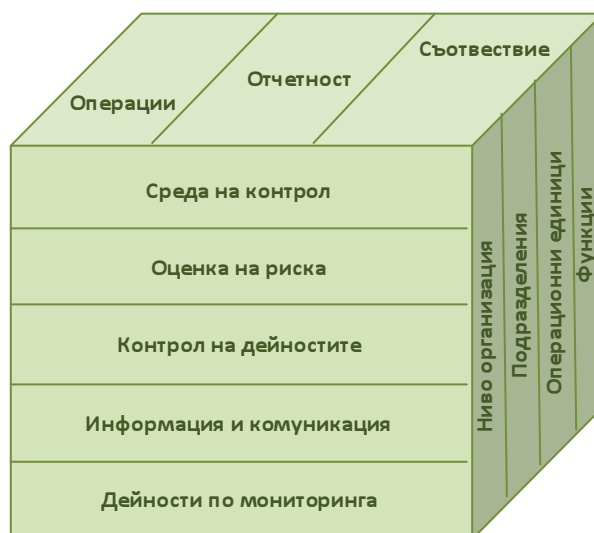 Операции
Отчетност
Съотвествие
Среда на контрол
Оценка на риска
Контрол на дейностите
Информация и комуникация
Дейности по мониторинга
Ниво организация
Подразделения
Операционни единици
Функции